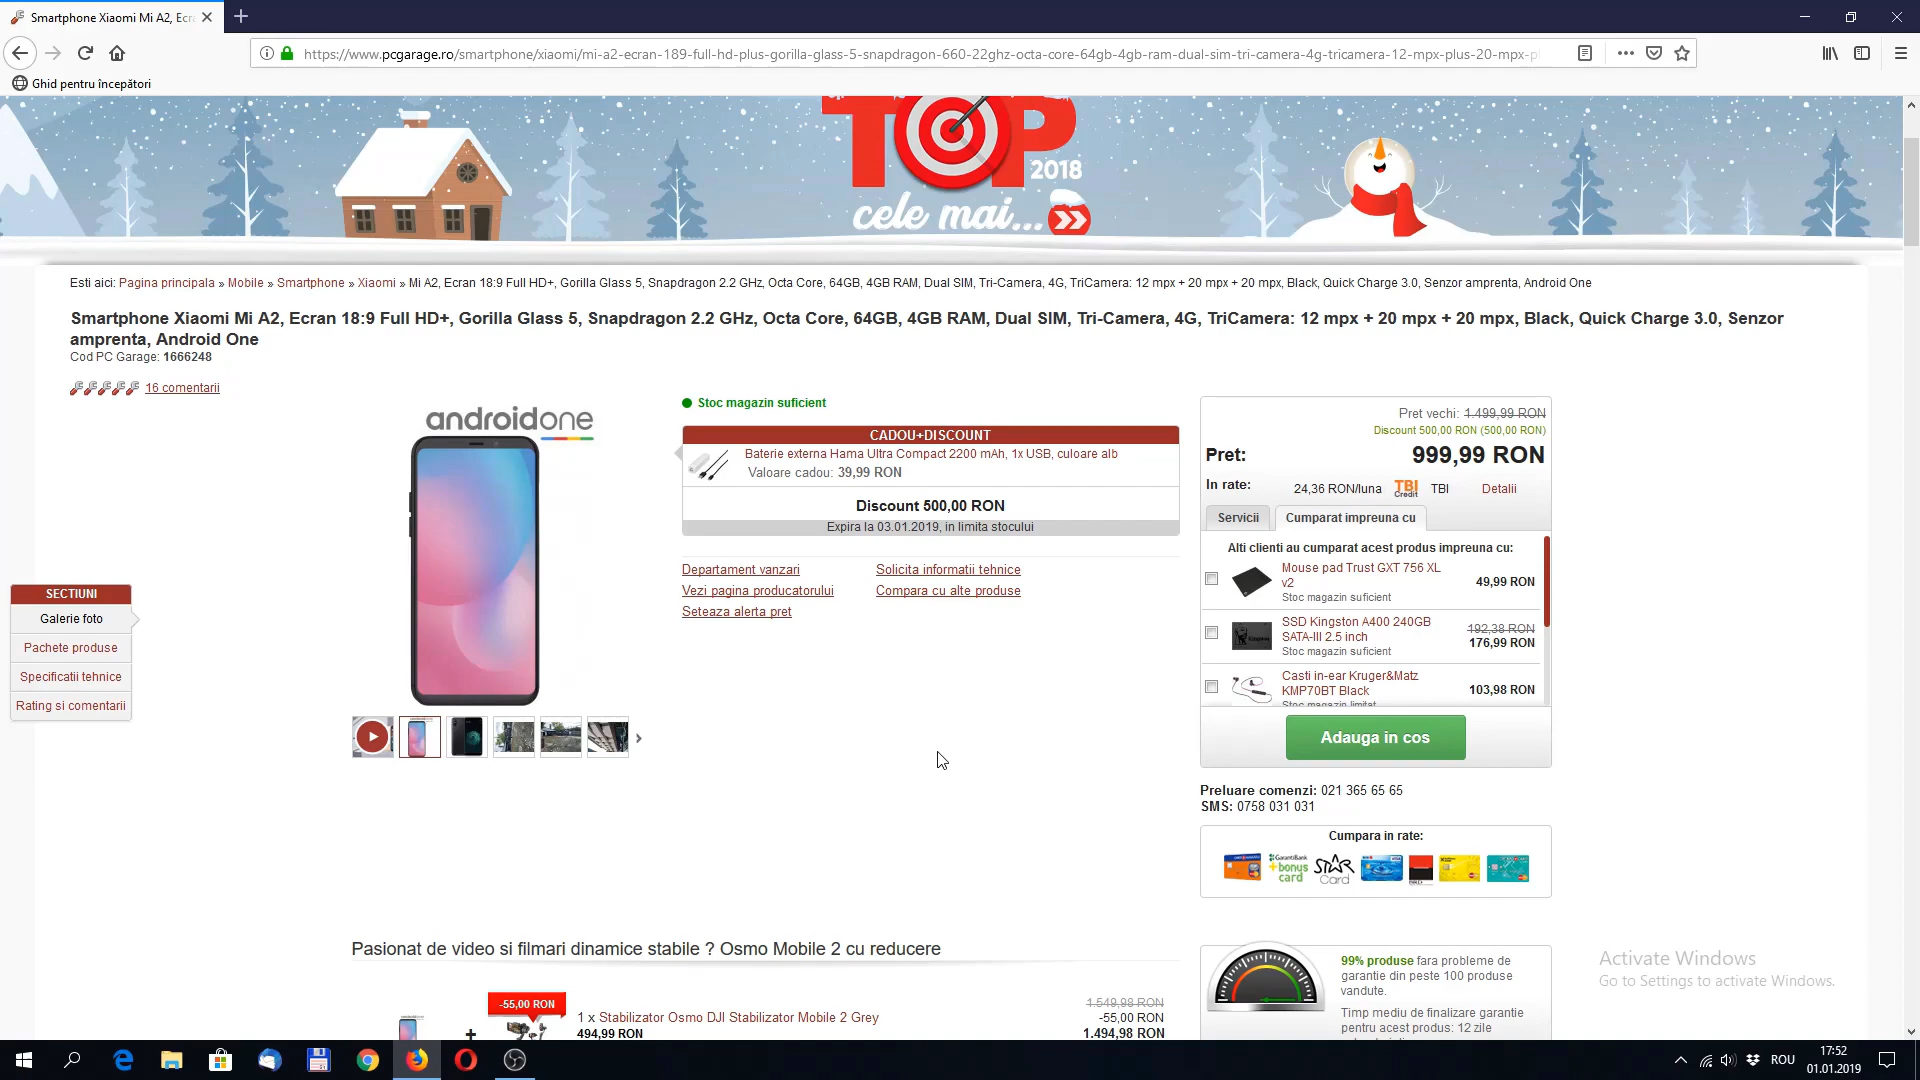 Smartphone Xiaomi Mi A2, Ecr
https://www.pcgarage.ro/smartphone/xiaomi/mi-a2-ecran-189-full-hd-plus-gorilla-glass-5-snapdragon-660-22ghz-octa-core-64gb-4gb-ram-dual-sim-tri-camera-4g-tricamera-12-mpx-plus-20-mpx-p
Ghid pentru începători
TOP
2018
cele mai...
Esti aici: Pagina principala » Mobile » Smartphone » Xiaomi » Mi A2, Ecran 18:9 Full HD+, Gorilla Glass 5, Snapdragon 2.2 GHz, Octa Core, 64GB, 4GB RAM, Dual SIM, Tri-Camera, 4G, TriCamera: 12 mpx + 20 mpx + 20 mpx, Black, Quick Charge 3.0, Senzor amprenta, Android One
Smartphone Xiaomi Mi A2, Ecran 18:9 Full HD+, Gorilla Glass 5, Snapdragon 2.2 GHz, Octa Core, 64GB, 4GB RAM, Dual SIM, Tri-Camera, 4G, TriCamera: 12 mpx + 20 mpx + 20 mpx, Black, Quick Charge 3.0, Senzor
amprenta, Android One
Cod PC Garage: 1666248
16 comentarii
androidone
SECTIUNI
Galerie foto
Pachete produse
Specificatii tehnice
Rating si comentarii
Stoc magazin suficient
CADOU+DISCOUNT
Baterie externa Hama Ultra Compact 2200 mAh, 1x USB, culoare alb
Valoare cadou: 39,99 RON
Discount 500,00 RON
Expira la 03.01.2019, in limita stocului
Departament vanzari
Solicita informatii tehnice
Vezi pagina producatorului
Compara cu alte produse
Seteaza alerta pret
Pret vechi: 1.499,99 RON
Discount 500,00 RON (500,00 RON)
Pret: 999,99 RON
In rate: 24,36 RON/luna TBI Credit TBI Detalii
Servicii
Cumparat impreuna cu
Alti clienti au cumparat acest produs impreuna cu:
Mouse pad Trust GXT 756 XL
v2
Stoc magazin suficient
49,99 RON
SSD Kingston A400 240GB
SATA-III 2.5 inch
Stoc magazin suficient
192,38 RON
176,99 RON
Casti in-ear Kruger&Matz
KMP70BT Black
Stoc magazin limitat
103,98 RON
Adauga in cos
Preluare comenzi: 021 365 65 65
SMS: 0758 031 031
Cumpara in rate:
GarantiBank
+bonus
card
STAR
Card
Pasionat de video si filmari dinamice stabile ? Osmo Mobile 2 cu reducere
-55,00 RON
+
1 x Stabilizator Osmo DJI Stabilizator Mobile 2 Grey
494,99 RON
1.549,98 RON
-55,00 RON
1.494,98 RON
99% produse fara probleme de
garantie din peste 100 produse
vandute.
Timp mediu de finalizare garantie
pentru acest produs: 12 zile
Activate Windows
Go to Settings to activate Windows.
ROU
17:52
01.01.2019